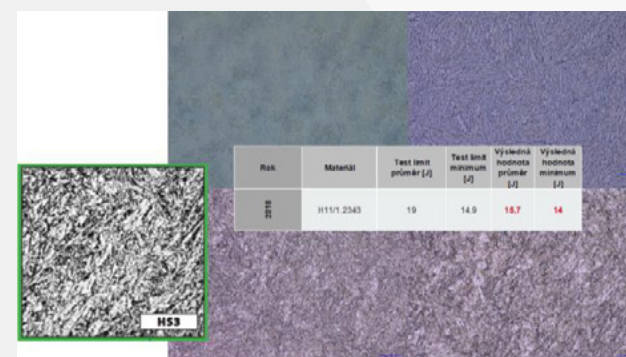 Rok Materiál Test limit průměr [J] Test limit minimum [J] Výsledná hodnota průměr [J] Výsledná hodnota minimum [J]
2018 H11/1.2343 19 14.9 15,7 14
HS3